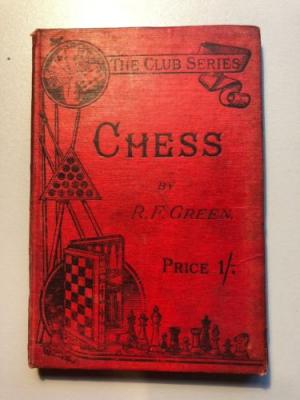 THE CLUB SERIES
CHESS
BY
R.F. GREEN.
PRICE 1/-